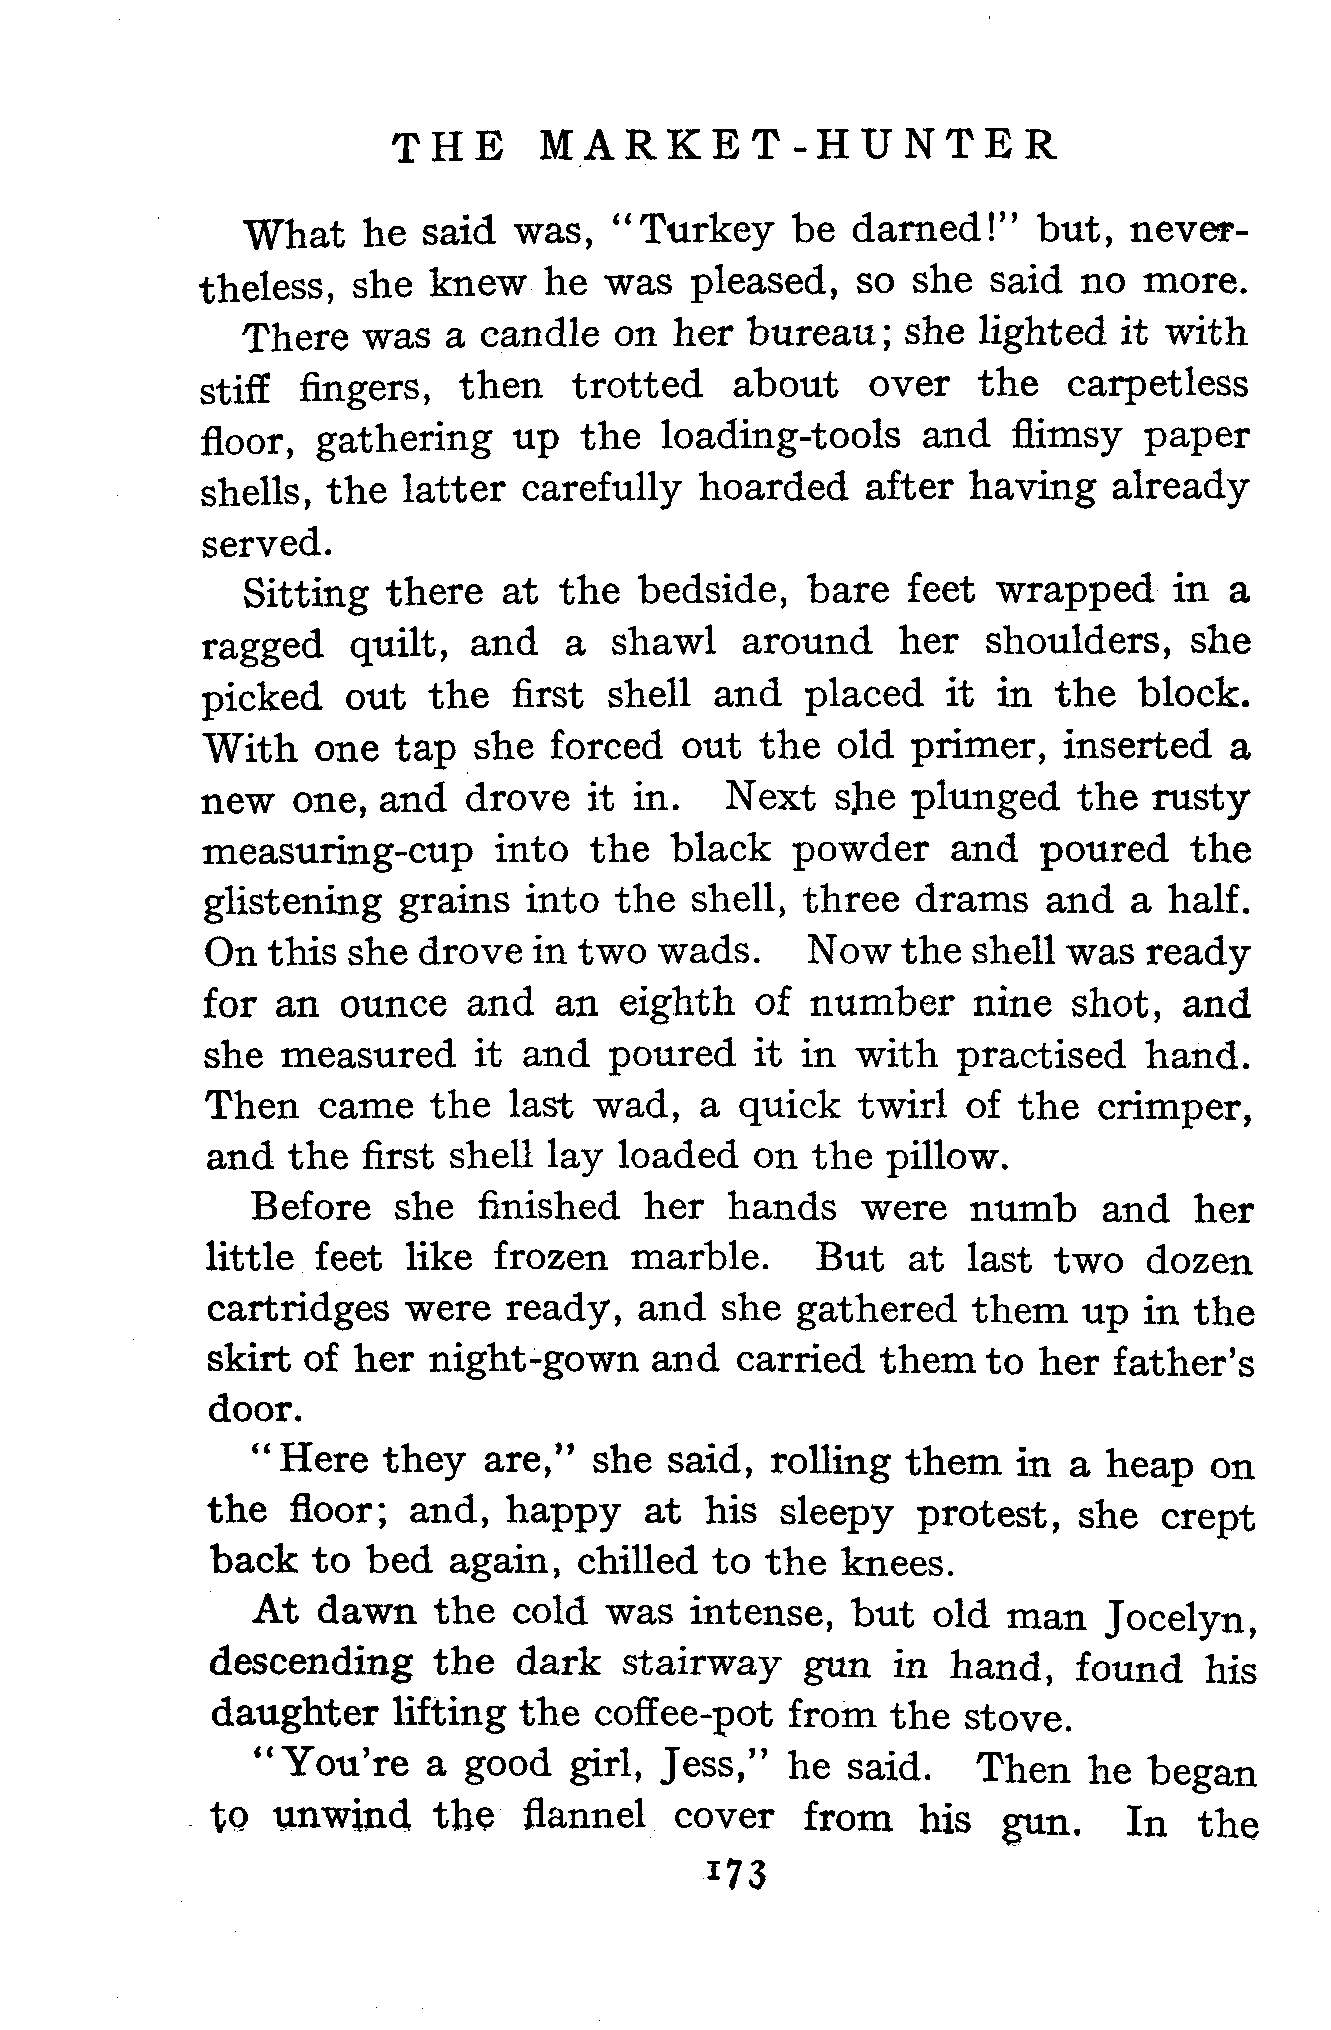 THE MARKET-HUNTER
What he said was, "Turkey be darned!" but, never-
theless, she knew he was pleased, so she said no more.
There was a candle on her bureau; she lighted it with
stiff fingers, then trotted about over the carpetless
floor, gathering up the loading-tools and flimsy paper
shells, the latter carefully hoarded after having already
served.
Sitting there at the bedside, bare feet wrapped in a
ragged quilt, and a shawl around her shoulders, she
picked out the first shell and placed it in the block.
With one tap she forced out the old primer, inserted a
new one, and drove it in. Next she plunged the rusty
measuring-cup into the black powder and poured the
glistening grains into the shell, three drams and a half.
On this she drove in two wads. Now the shell was ready
for an ounce and an eighth of number nine shot, and
she measured it and poured it in with practised hand.
Then came the last wad, a quick twirl of the crimper,
and the first shell lay loaded on the pillow.
Before she finished her hands were numb and her
little feet like frozen marble. But at last two dozen
cartridges were ready, and she gathered them up in the
skirt of her night-gown and carried them to her father's
door.
"Here they are," she said, rolling them in a heap on
the floor; and, happy at his sleepy protest, she crept
back to bed again, chilled to the knees.
At dawn the cold was intense, but old man Jocelyn,
descending the dark stairway gun in hand, found his
daughter lifting the coffee-pot from the stove.
"You're a good girl, Jess," he said. Then he began
to unwind the flannel cover from his gun. In the
173